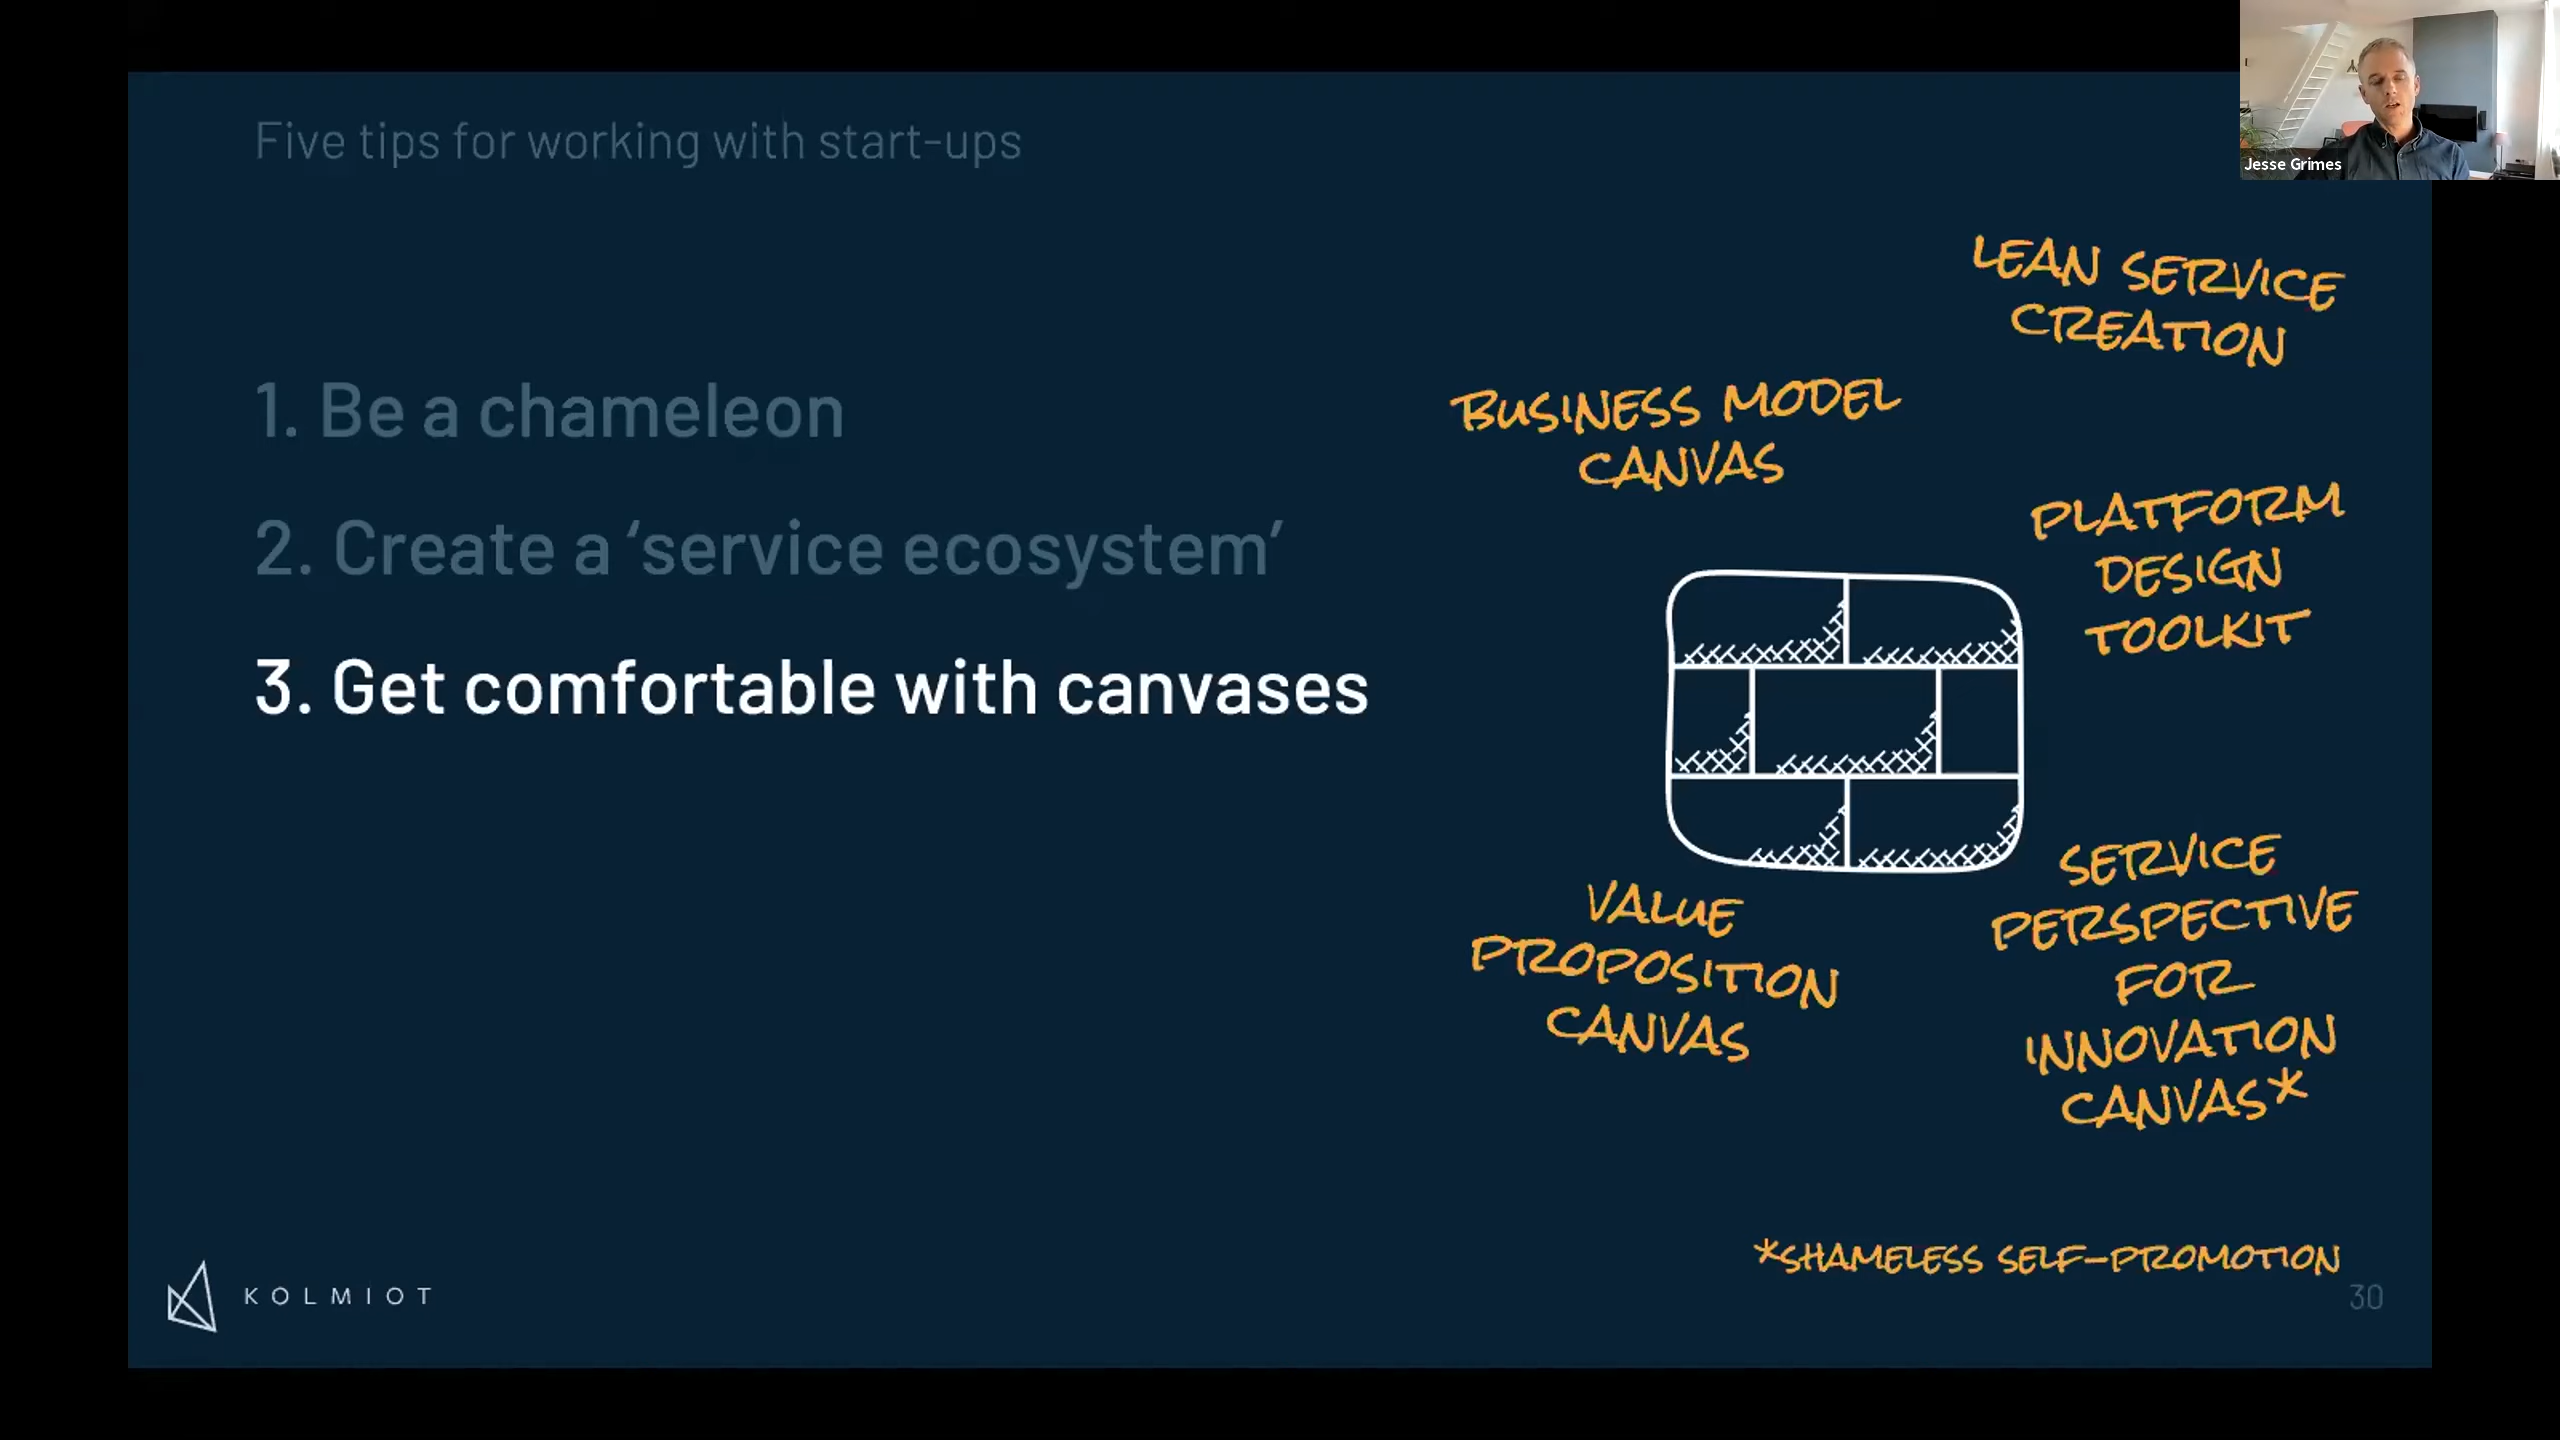 Five tips for working with start-ups
Jesse Grimes
1. Be a chameleon
2. Create a ‘service ecosystem’
3. Get comfortable with canvases
LEAN SERVICE
CREATION
BUSINESS MODEL
CANVAS
PLATFORM
DESIGN
TOOLKIT
VALUE
PROPOSITION
CANVAS
SERVICE
PERSPECTIVE
FOR
INNOVATION
CANVAS*
*SHAMELESS SELF-PROMOTION
KOLMIOT
30